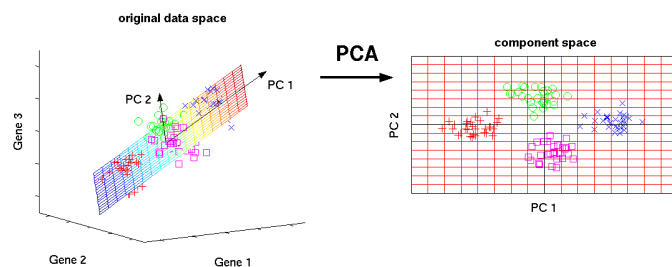 original data space
PCA
component space
PC 1
PC 2
Gene 3
Gene 2
Gene 1
PC 2
PC 1